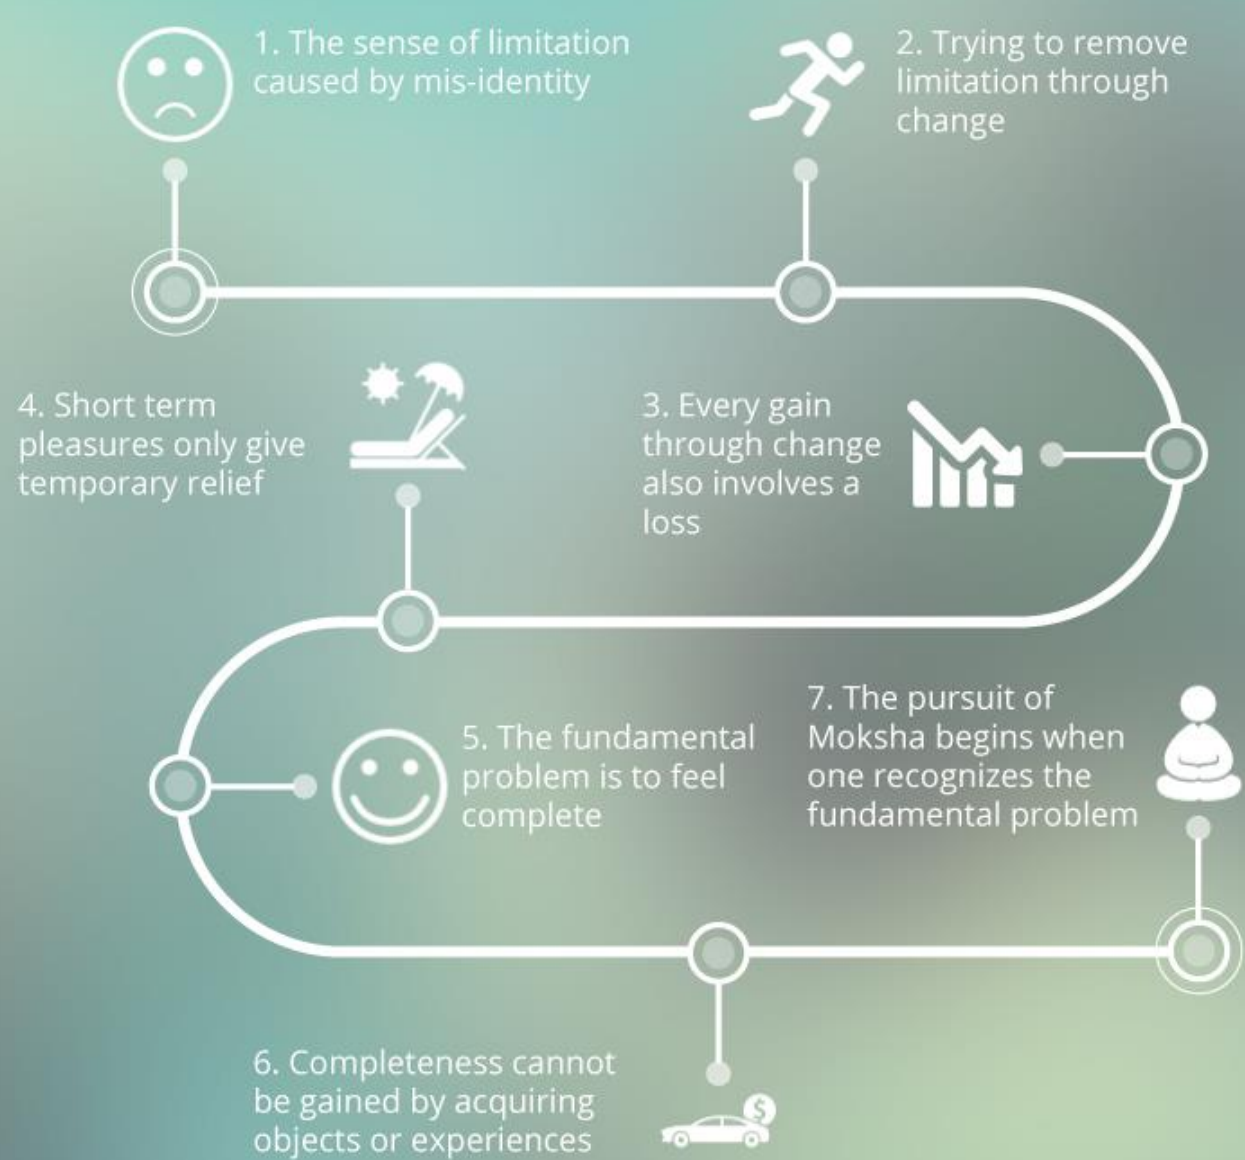 1. The sense of limitation
caused by mis-identity
2. Trying to remove
limitation through
change
3. Every gain
through change
also involves a
loss
4. Short term
pleasures only give
temporary relief
5. The fundamental
problem is to feel
complete
6. Completeness cannot
be gained by acquiring
objects or experiences
$
7. The pursuit of
Moksha begins when
one recognizes the
fundamental problem